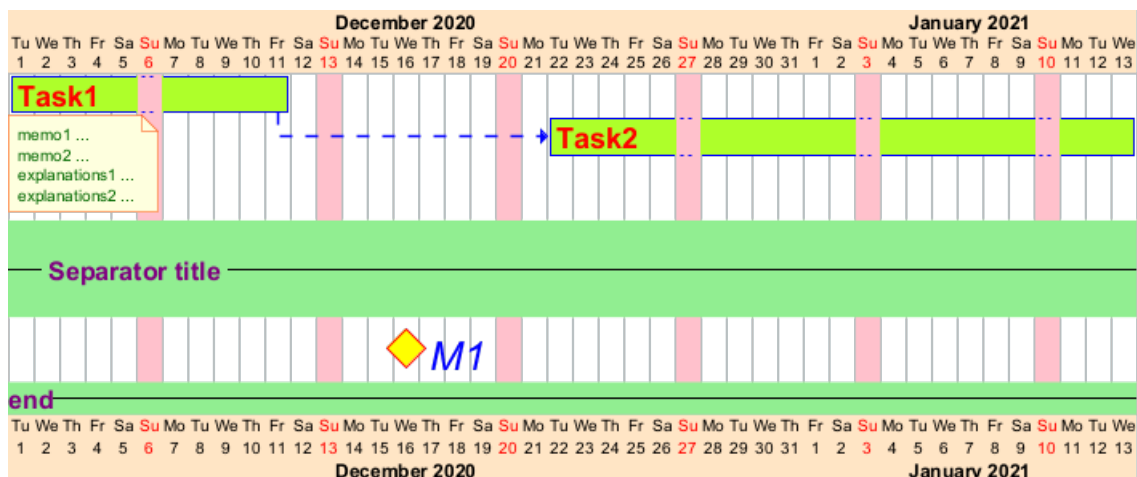 December 2020 January 2021
Tu We Th Fr Sa Su Mo Tu We Th Fr Sa Su Mo Tu We Th Fr Sa Su Mo Tu We Th Fr Sa Su Mo Tu We Th Fr Sa Su Mo Tu We Th Fr Sa Su Mo Tu We
1 2 3 4 5 6 7 8 9 10 11 12 13 14 15 16 17 18 19 20 21 22 23 24 25 26 27 28 29 30 31 1 2 3 4 5 6 7 8 9 10 11 12 13
Task1
memo1 ...
memo2 ...
explanations1 ...
explanations2 ...
Task2
Separator title
M1
end
Tu We Th Fr Sa Su Mo Tu We Th Fr Sa Su Mo Tu We Th Fr Sa Su Mo Tu We Th Fr Sa Su Mo Tu We Th Fr Sa Su Mo Tu We Th Fr Sa Su Mo Tu We
1 2 3 4 5 6 7 8 9 10 11 12 13 14 15 16 17 18 19 20 21 22 23 24 25 26 27 28 29 30 31 1 2 3 4 5 6 7 8 9 10 11 12 13
December 2020 January 2021